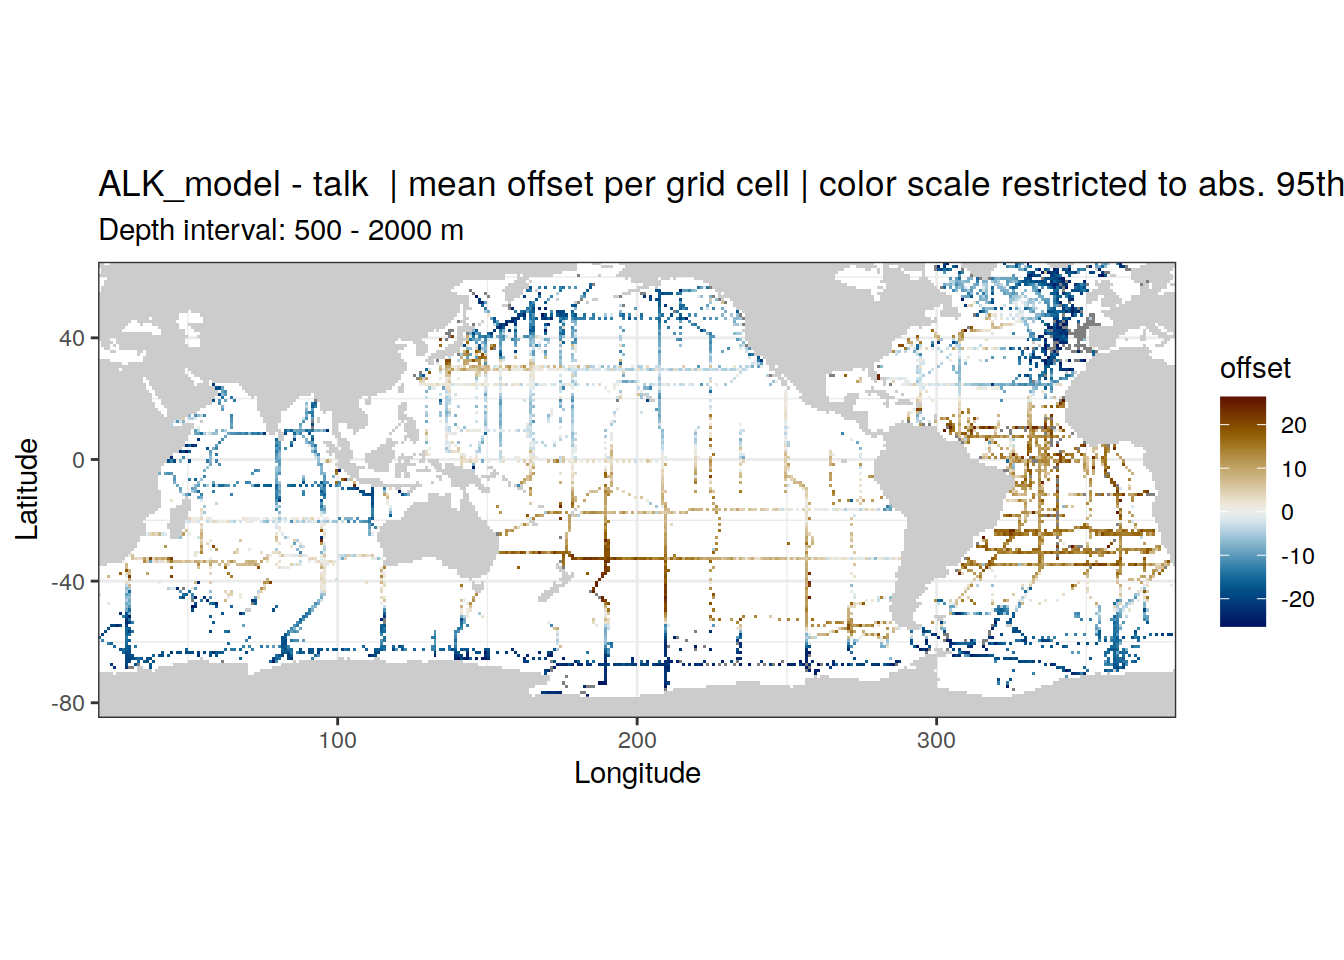 ALK_model - talk  | mean offset per grid cell | color scale restricted to abs. 95th
Depth interval: 500 - 2000 m
offset
20
10
0
-10
-20
40
0
-40
-80
Latitude
100
200
300
Longitude